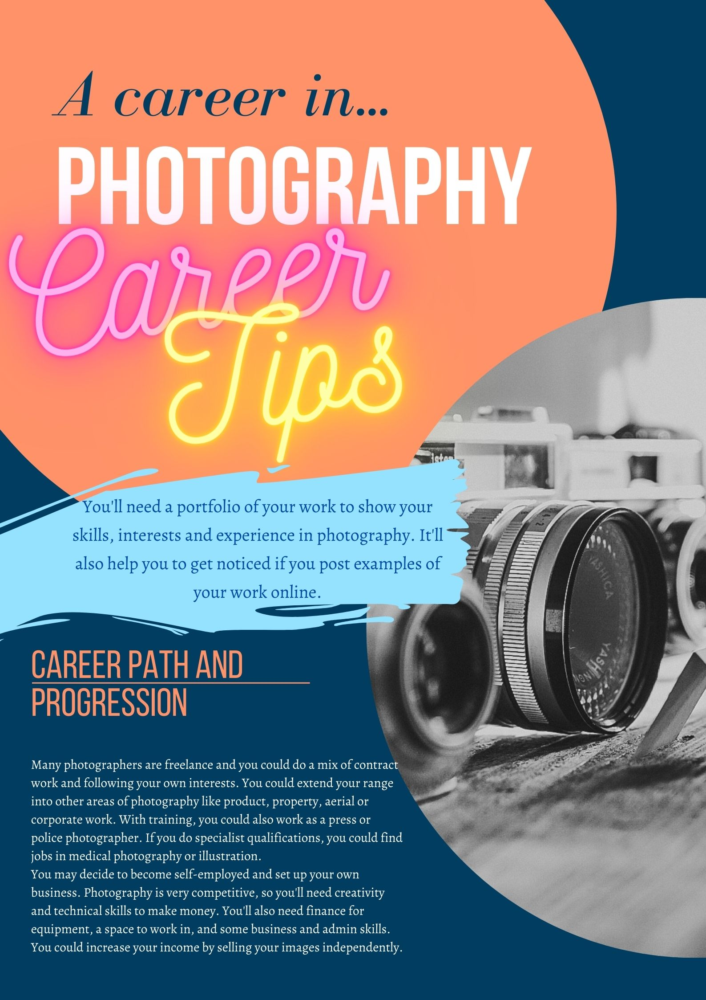 A career in...
PHOTOGRAPHY
Career
Tips
You'll need a portfolio of your work to show your
skills, interests and experience in photography. It'll
also help you to get noticed if you post examples of
your work online.
YASHICA
YASHINON
CAREER PATH AND
PROGRESSION
Many photographers are freelance and you could do a mix of contract
work and following your own interests. You could extend your range
into other areas of photography like product, property, aerial or
corporate work. With training, you could also work as a press or
police photographer. If you do specialist qualifications, you could find
jobs in medical photography or illustration.
You may decide to become self-employed and set up your own
business. Photography is very competitive, so you'll need creativity
and technical skills to make money. You'll also need finance for
equipment, a space to work in, and some business and admin skills.
You could increase your income by selling your images independently.